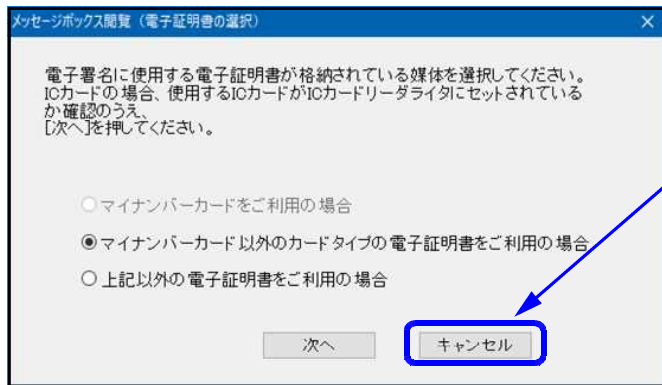 メッセージボックス閲覧（電子証明書の選択）
電子署名に使用する電子証明書が格納されている媒体を選択してください。
ICカードの場合、使用するICカードがICカードリーダライタにセットされている
か確認のうえ、
[次へ]を押してください。
マイナンバーカードをご利用の場合
マイナンバーカード以外のカードタイプの電子証明書をご利用の場合
上記以外の電子証明書をご利用の場合
次へ キャンセル